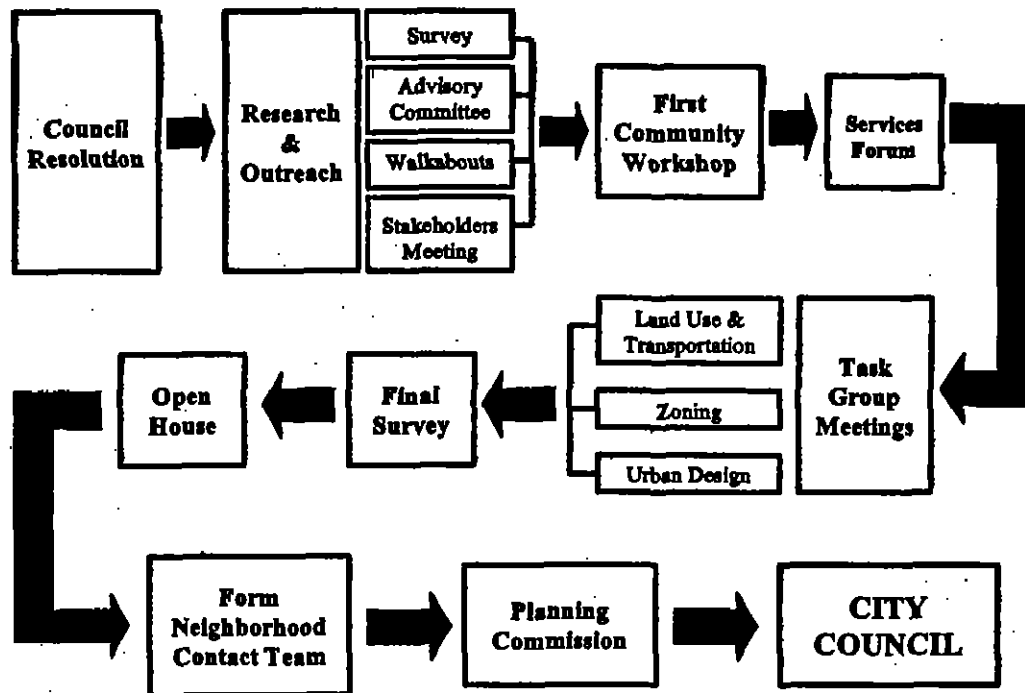 Council
Resolution
Research
&
Outreach
Survey
Advisory
Committee
Walkabouts
Stakeholders
Meeting
First
Community
Workshop
Services
Forum
Task
Group
Meetings
Land Use &
Transportation
Zoning
Urban Design
Final
Survey
Open
House
Form
Neighborhood
Contact Team
Planning
Commission
CITY
COUNCIL